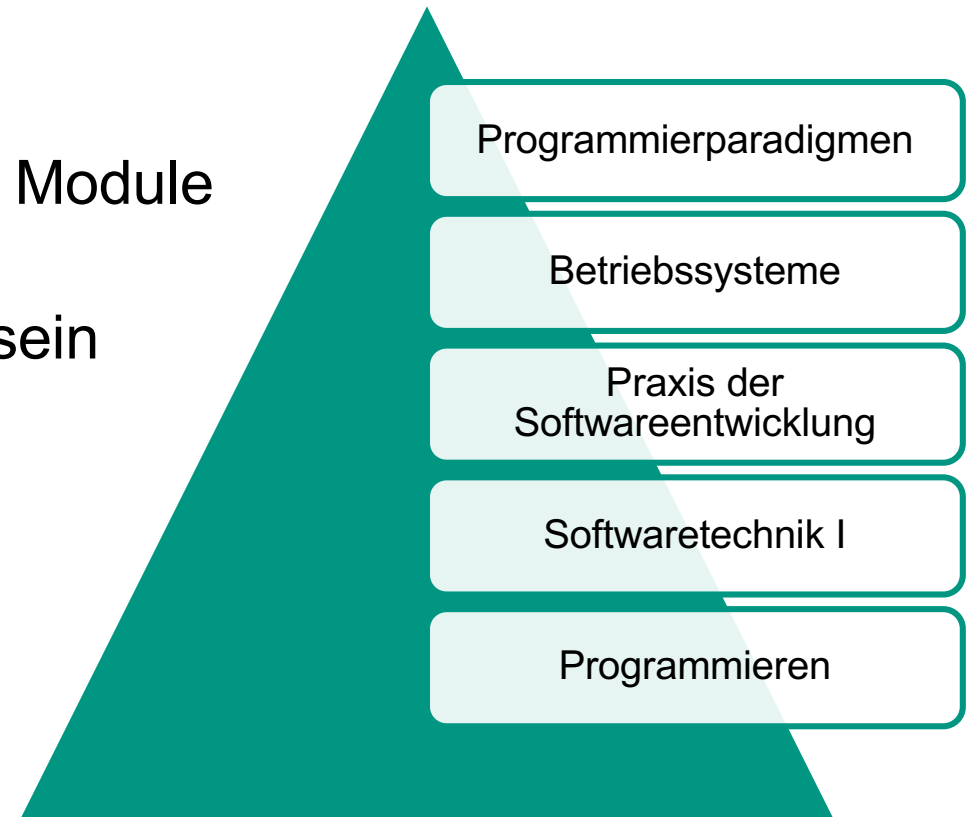 Module
sein
Programmierparadigmen
Betriebssysteme
Praxis der
Softwareentwicklung
Softwaretechnik I
Programmieren